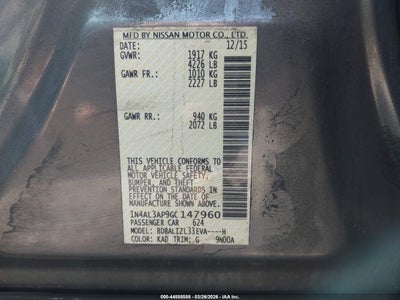 MFD BY NISSAN MOTOR CO., LTD.
DATE: 12/15
GVWR: 1917 KG
4226 LB
GAWR FR.: 1010 KG
2227 LB
GAWR RR.: 940 KG
2072 LB
THIS VEHICLE CONFORMS TO
ALL APPLICABLE FEDERAL
MOTOR VEHICLE SAFETY,
BUMPER, AND THEFT
PREVENTION STANDARDS IN
EFFECT ON THE DATE OF
MANUFACTURE SHOWN ABOVE.
1N4AL3AP9GC147960
PASSENGER CAR 624
MODEL: BDBALIZL33EVA----H
COLOR: KAD TRIM: G 9N00A
000-44588588 | 03/26/2026 | IAA